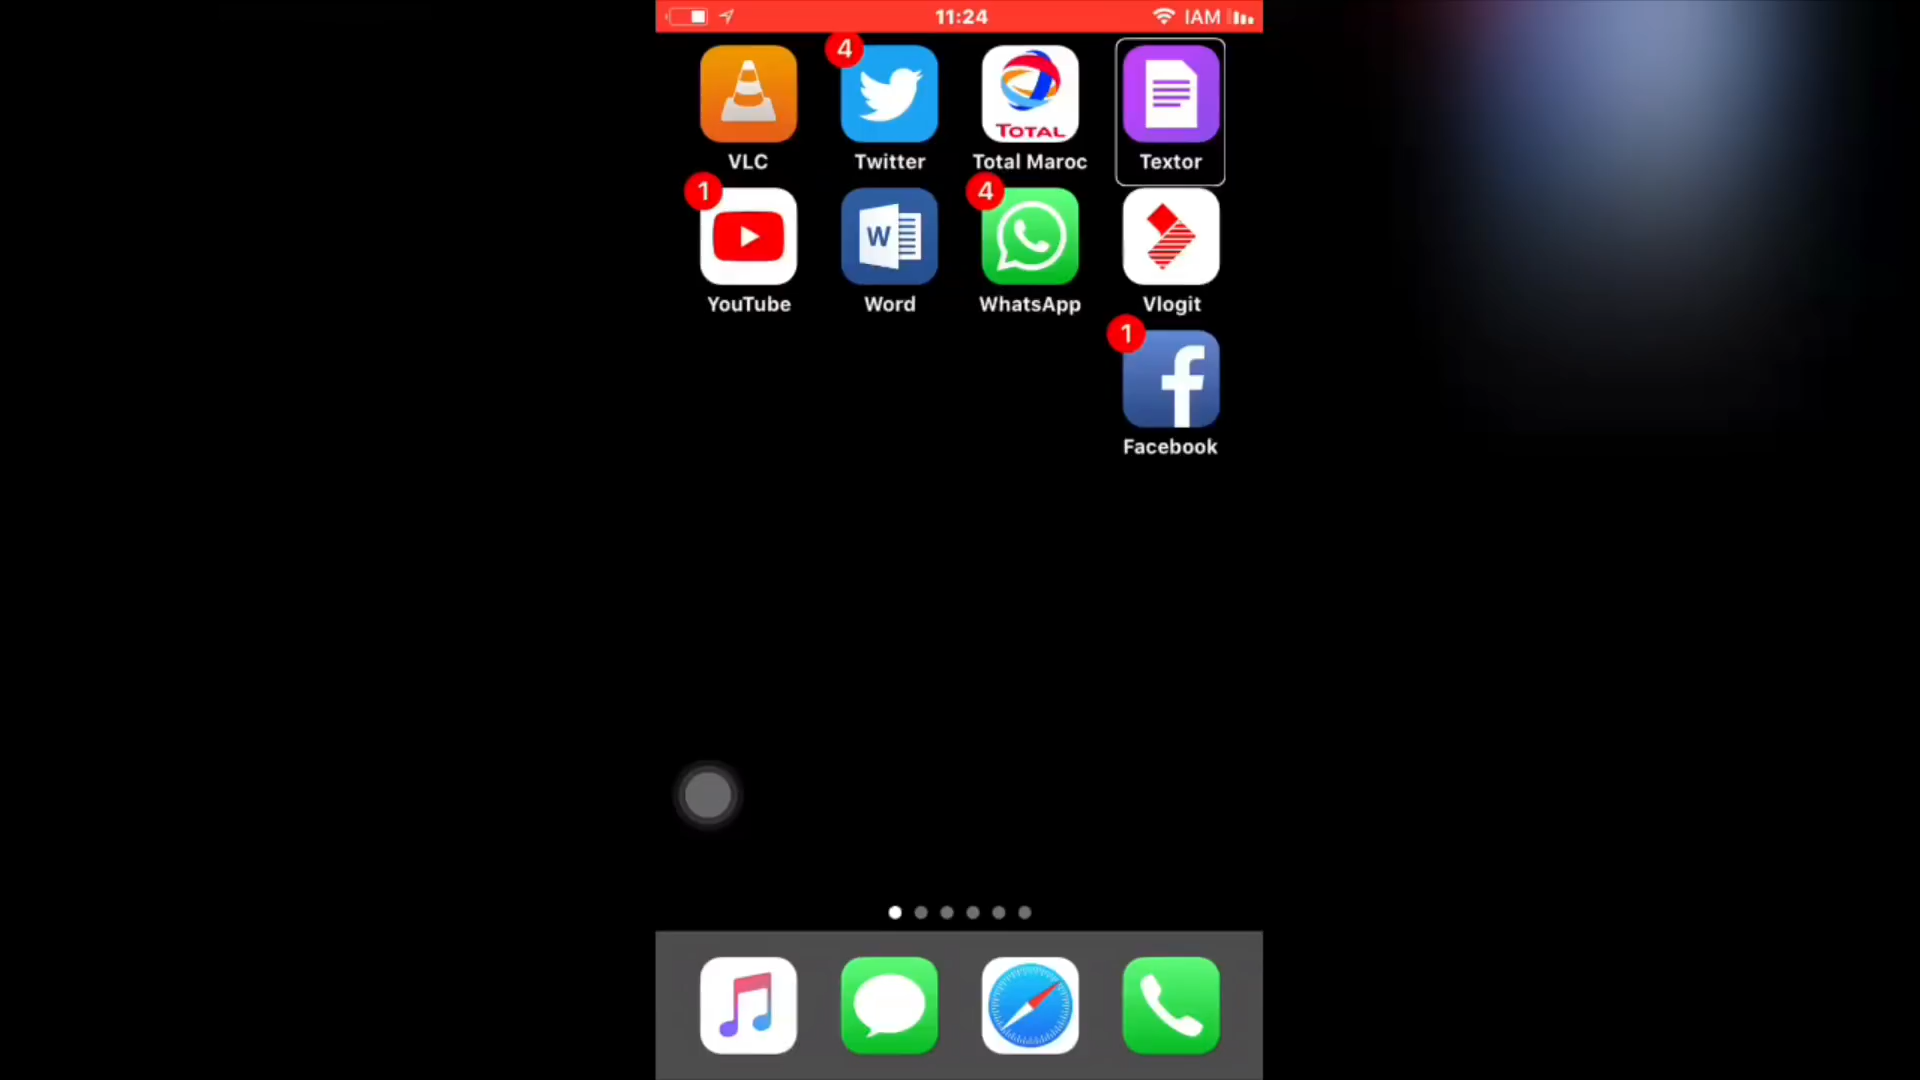 11:24
IAM
4
TOTAL
VLC
Twitter
Total Maroc
Textor
1
W
4
YouTube
Word
WhatsApp
Vlogit
1
f
Facebook